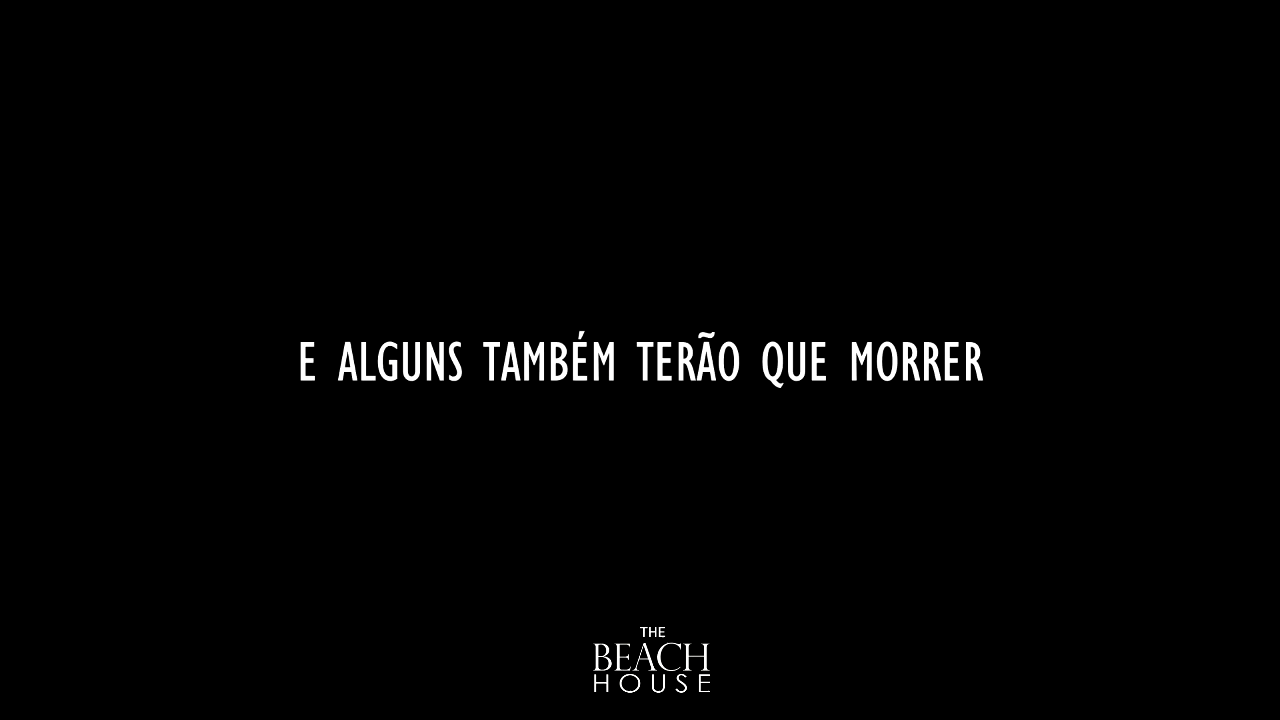 E ALGUNS TAMBÉM TERÃO QUE MORRER
THE
BEACH
HOUSE